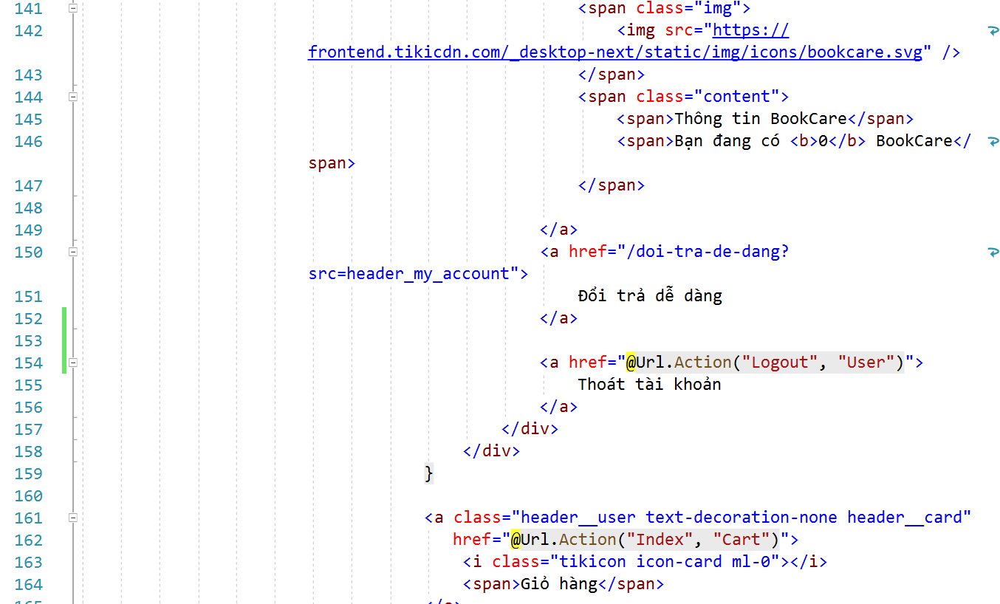 141 <span class="img">
142 <img src="https://
frontend.tikicdn.com/_desktop-next/static/img/icons/bookcare.svg" />
143 </span>
144 <span class="content">
145 <span>Thông tin BookCare</span>
146 <span>Bạn đang có <b>0</b> BookCare</
span>
147 </span>
148
149 </a>
150 <a href="/doi-tra-de-dang?
src=header_my_account">
151 Đổi trả dễ dàng
152 </a>
153
154 <a href="@Url.Action("Logout", "User")">
155 Thoát tài khoản
156 </a>
157 </div>
158 </div>
159 }
160
161 <a class="header__user text-decoration-none header__card"
162 href="@Url.Action("Index", "Cart")">
163 <i class="tikicon icon-card ml-0"></i>
164 <span>Giỏ hàng</span>